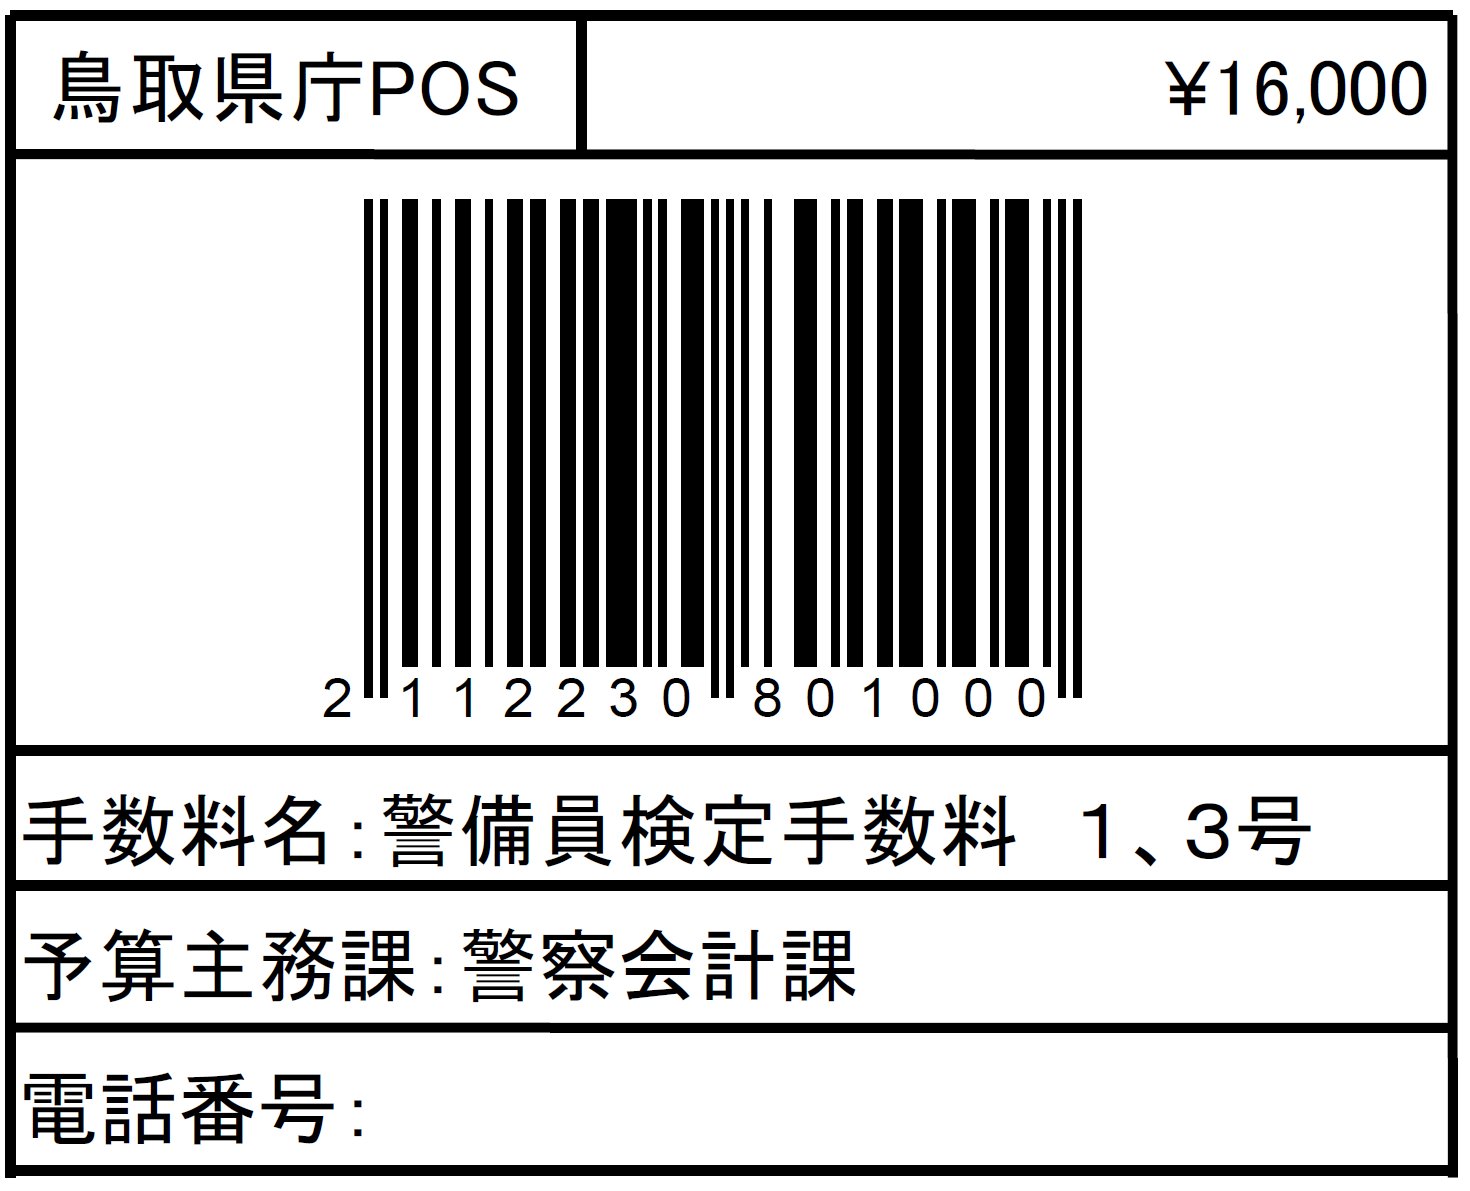 鳥取県庁POS
¥16,000
2 112230 801000
手数料名：警備員検定手数料　１、３号
予算主務課：警察会計課
電話番号：